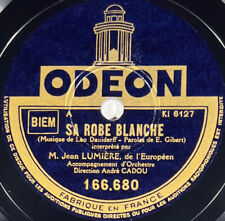 ODEON
A
KI 6127
BIEM
SA ROBE BLANCHE
(Musique de Léo Daniderff - Paroles de E. Gibert)
interprété par
M. Jean LUMIÈRE, de l'Européen
Accompagnement d'Orchestre
Direction André CADOU
166.680
FABRIQUÉ EN FRANCE